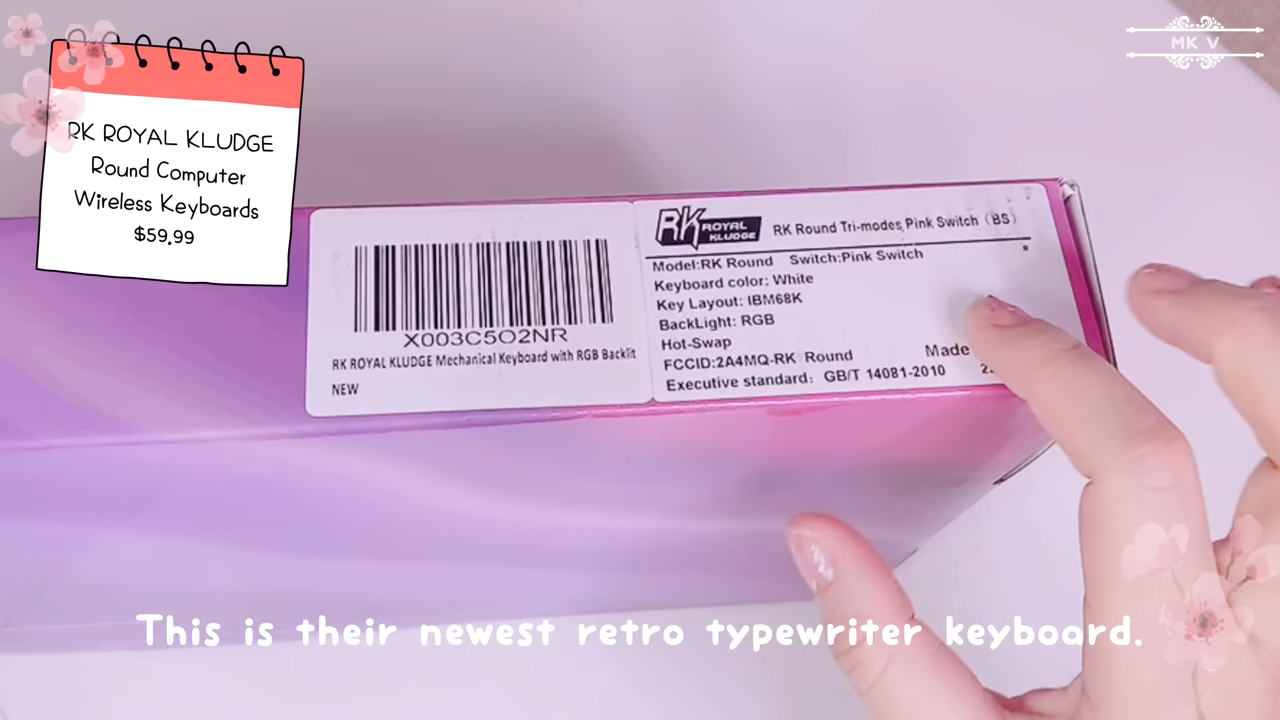 RK ROYAL KLUDGE
Round Computer
Wireless Keyboards
$59.99
MK V
X003C5O2NR
RK ROYAL KLUDGE Mechanical Keyboard with RGB Backlit
NEW
RK ROYAL KLUDGE
RK Round Tri-modes Pink Switch (BS)
Model:RK Round Switch:Pink Switch
Keyboard color: White
Key Layout: IBM68K
BackLight: RGB
Hot-Swap
FCCID:2A4MQ-RK Round
Made
Executive standard: GB/T 14081-2010
This is their newest retro typewriter keyboard.